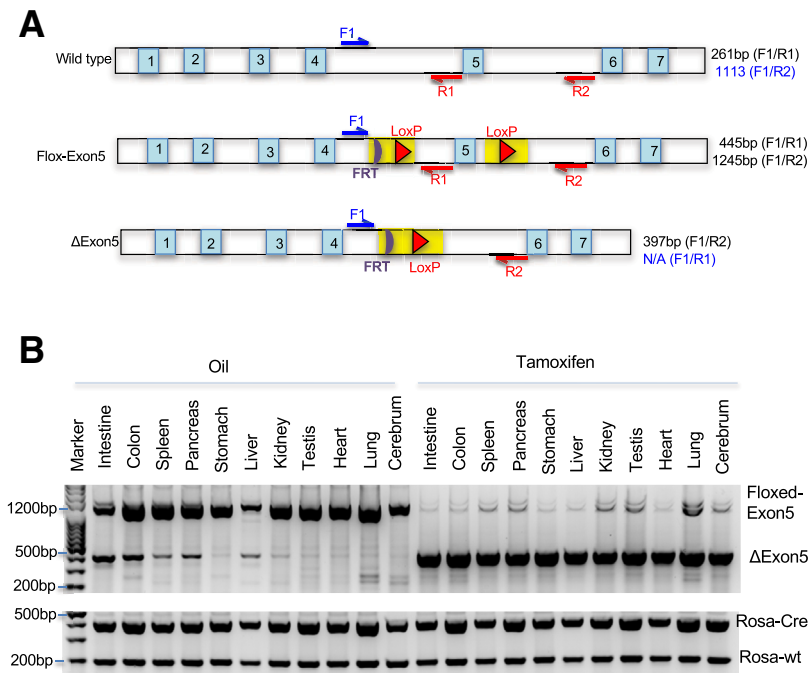 A
Wild type
F1
1 2 3 4 5 6 7
R1 R2
261bp (F1/R1)
1113 (F1/R2)
Flox-Exon5
F1
LoxP LoxP
1 2 3 4 5 6 7
FRT R1 R2
445bp (F1/R1)
1245bp (F1/R2)
ΔExon5
F1
1 2 3 4 6 7
FRT LoxP R2
397bp (F1/R2)
N/A (F1/R1)
B
Oil Tamoxifen
Marker Intestine Colon Spleen Pancreas Stomach Liver Kidney Testis Heart Lung Cerebrum Intestine Colon Spleen Pancreas Stomach Liver Kidney Testis Heart Lung Cerebrum
1200bp
500bp
200bp
Floxed-
Exon5
ΔExon5
500bp
200bp
Rosa-Cre
Rosa-wt